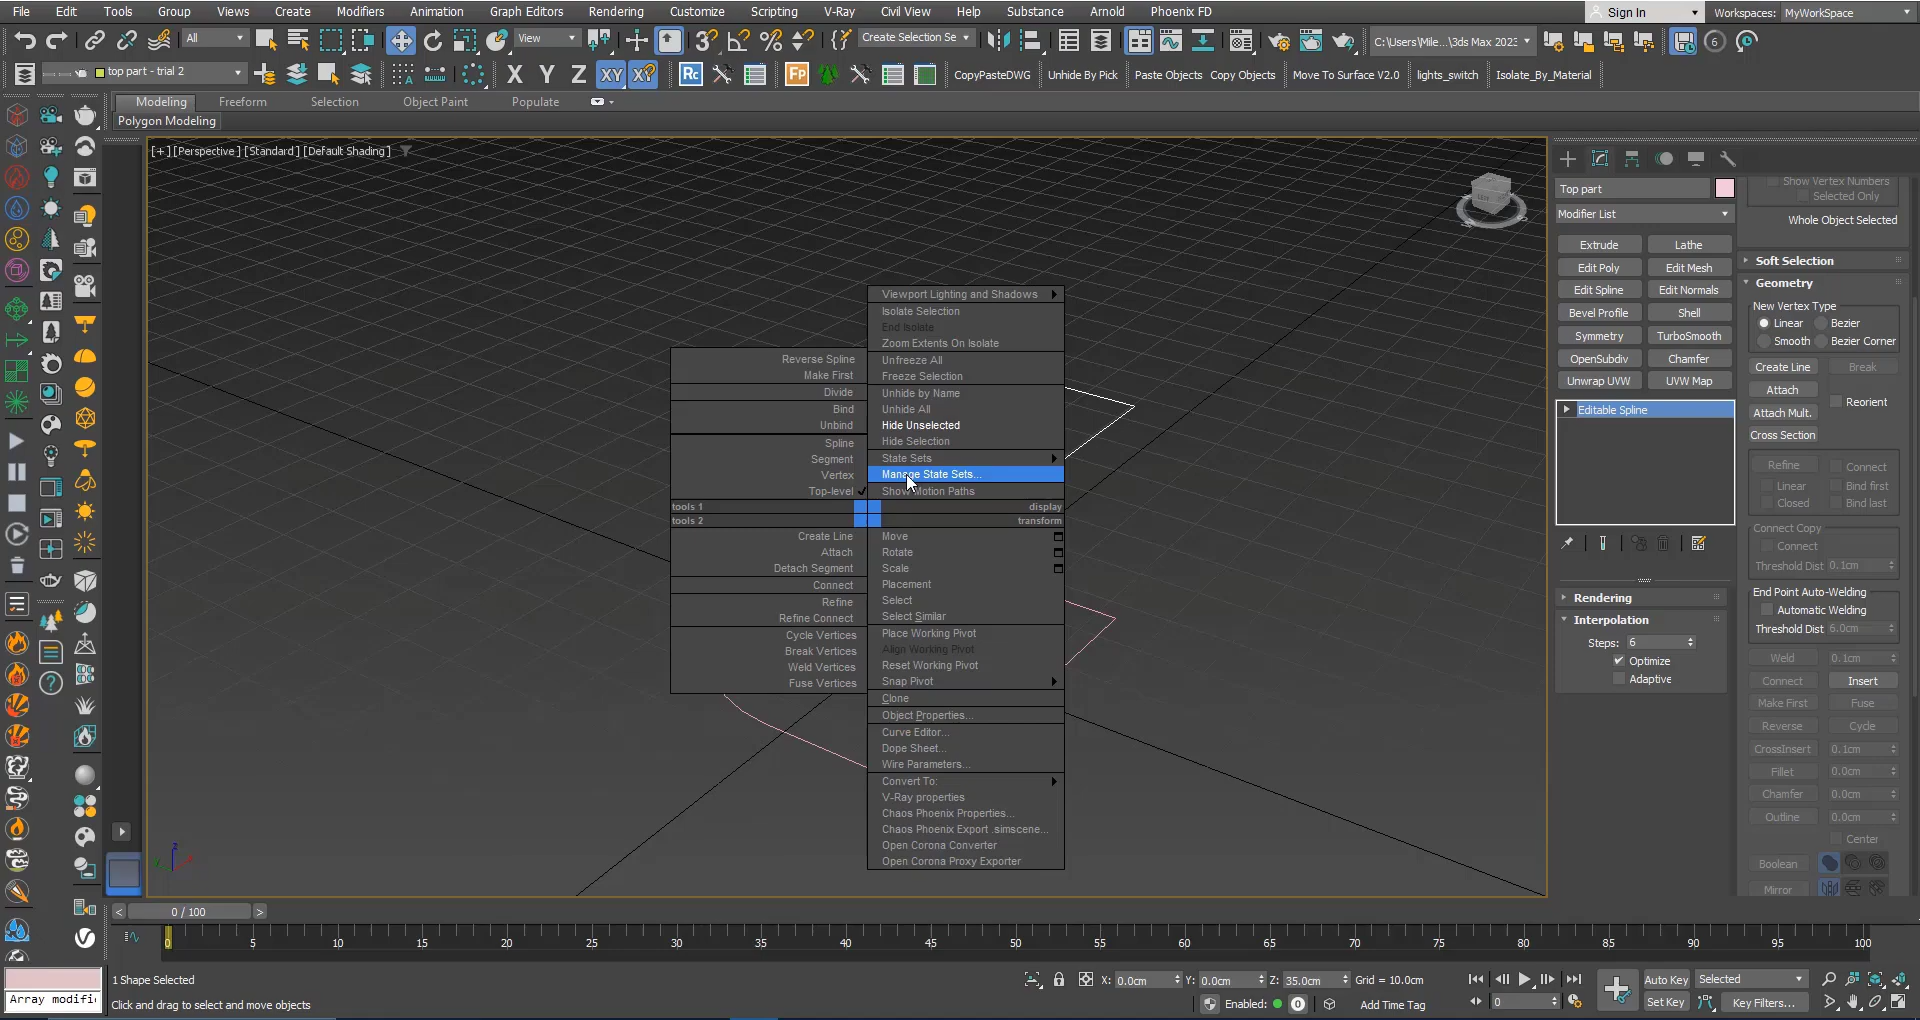 File Edit Tools Group Views Create Modifiers Animation Graph Editors Rendering Customize Scripting V-Ray Civil View Help Substance Arnold Phoenix FD Sign In Workspaces: MyWorkSpace
All View Create Selection Se C:\Users\Mile...\3ds Max 2023 6
top part - trial 2 X Y Z XY XY Rc Fp CopyPasteDWG Unhide By Pick Paste Objects Copy Objects Move To Surface V2.0 lights_switch Isolate_By_Material
Modeling Freeform Selection Object Paint Populate
Polygon Modeling
[+] [Perspective] [Standard] [Default Shading]
Reverse Spline
Make First
Divide
Bind
Unbind
Spline
Segment
Vertex
Top-level
tools 1
tools 2
Create Line
Attach
Detach Segment
Connect
Refine
Refine Connect
Cycle Vertices
Break Vertices
Weld Vertices
Fuse Vertices
Viewport Lighting and Shadows
Isolate Selection
End Isolate
Zoom Extents On Isolate
Unfreeze All
Freeze Selection
Unhide by Name
Unhide All
Hide Unselected
Hide Selection
State Sets
Manage State Sets...
Show Motion Paths
display
transform
Move
Rotate
Scale
Placement
Select
Select Similar
Place Working Pivot
Align Working Pivot
Reset Working Pivot
Snap Pivot
Clone
Object Properties...
Curve Editor...
Dope Sheet...
Wire Parameters...
Convert To:
V-Ray properties
Chaos Phoenix Properties...
Chaos Phoenix Export .simscene...
Open Corona Converter
Open Corona Proxy Exporter
Top part
Modifier List
Extrude Lathe
Edit Poly Edit Mesh
Edit Spline Edit Normals
Bevel Profile Shell
Symmetry TurboSmooth
OpenSubdiv Chamfer
Unwrap UVW UVW Map
Editable Spline
Rendering
Interpolation
Steps: 6
Optimize
Adaptive
Show Vertex Numbers
Selected Only
Whole Object Selected
Soft Selection
Geometry
New Vertex Type
Linear Bezier
Smooth Bezier Corner
Create Line Break
Attach
Reorient
Attach Mult.
Cross Section
Refine Connect
Linear Bind first
Closed Bind last
Connect Copy
Connect
Threshold Dist 0.1cm
End Point Auto-Welding
Automatic Welding
Threshold Dist 6.0cm
Weld 0.1cm
Connect Insert
Make First Fuse
Reverse Cycle
CrossInsert 0.1cm
Fillet 0.0cm
Chamfer 0.0cm
Outline 0.0cm
Center
Boolean
Mirror
< 0 / 100 >
0 5 10 15 20 25 30 35 40 45 50 55 60 65 70 75 80 85 90 95 100
Array modifi
1 Shape Selected
Click and drag to select and move objects
X: 0.0cm Y: 0.0cm Z: 35.0cm Grid = 10.0cm
Enabled: 0 Add Time Tag
0
Auto Key Selected
Set Key Key Filters...